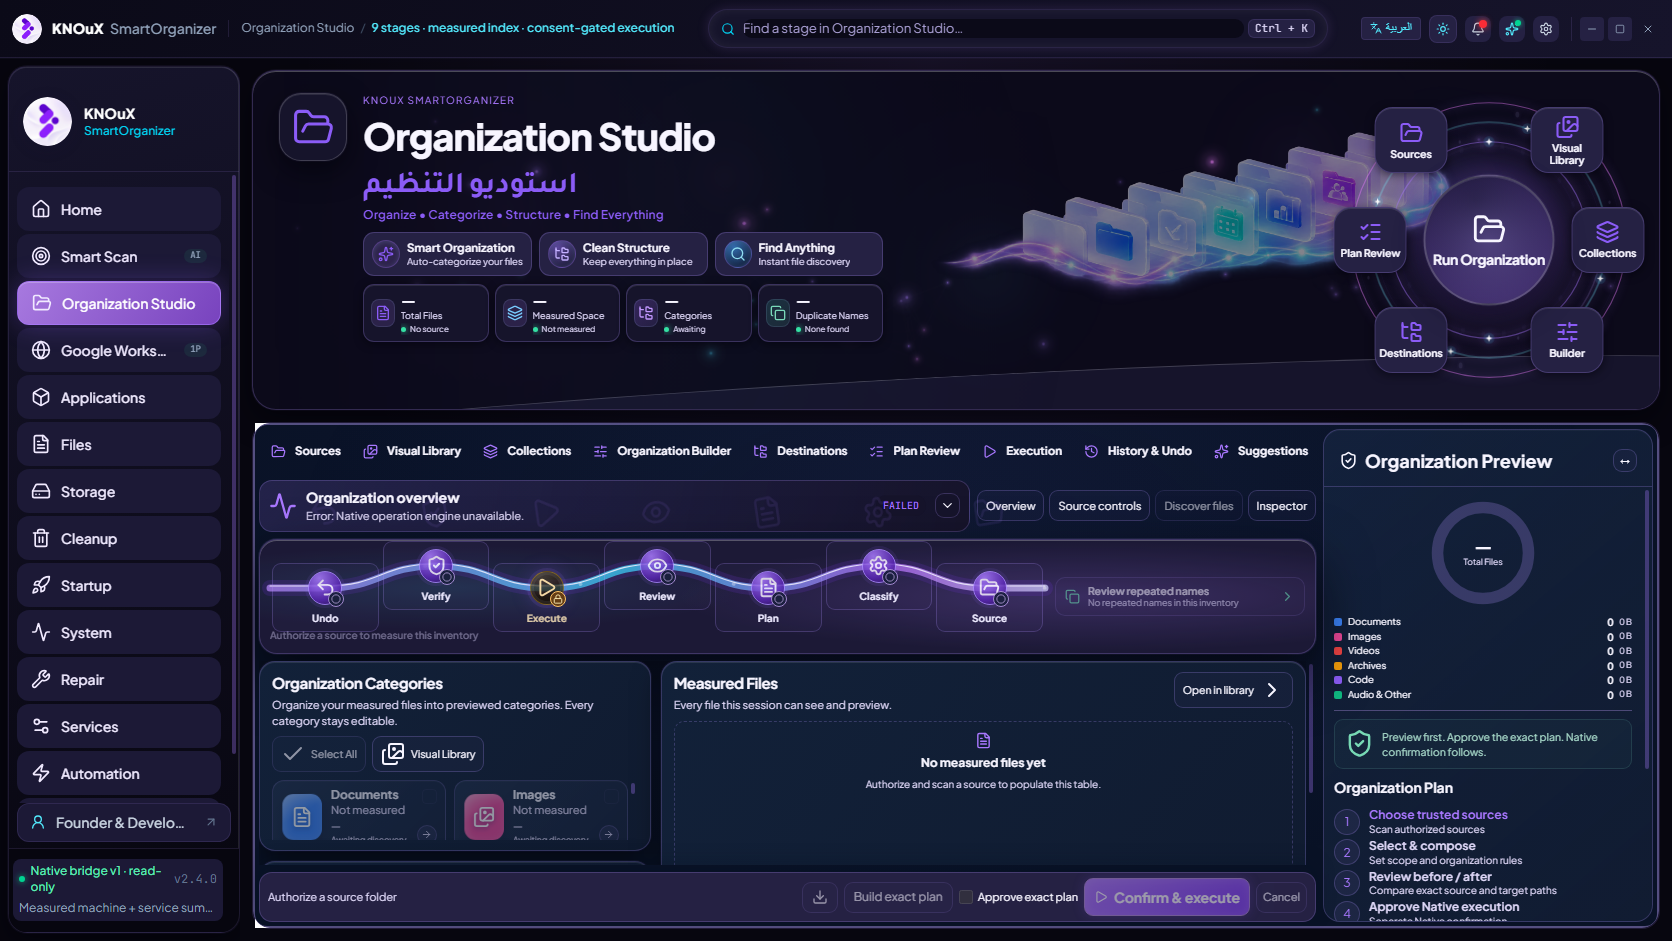 KNOuX SmartOrganizer
Organization Studio / 9 stages · measured index · consent-gated execution
Find a stage in Organization Studio...
Ctrl + K
العربية
KNOuX
SmartOrganizer
Home
Smart Scan
AI
Organization Studio
Google Works...
1P
Applications
Files
Storage
Cleanup
Startup
System
Repair
Services
Automation
Founder & Develo...
Native bridge v1 · read-only
v2.4.0
Measured machine + service sum...
KNOUX SMARTORGANIZER
Organization Studio
استوديو التنظيم
Organize • Categorize • Structure • Find Everything
Smart Organization
Auto-categorize your files
Clean Structure
Keep everything in place
Find Anything
Instant file discovery
—
Total Files
No source
—
Measured Space
Not measured
—
Categories
Awaiting
—
Duplicate Names
None found
Sources
Visual Library
Plan Review
Run Organization
Collections
Destinations
Builder
Sources
Visual Library
Collections
Organization Builder
Destinations
Plan Review
Execution
History & Undo
Suggestions
Organization overview
Error: Native operation engine unavailable.
FAILED
Overview
Source controls
Discover files
Inspector
Undo
Verify
Execute
Review
Plan
Classify
Source
Authorize a source to measure this inventory
Review repeated names
No repeated names in this inventory
Organization Categories
Organize your measured files into previewed categories. Every category stays editable.
Select All
Visual Library
Documents
Not measured
—
Awaiting discovery
Images
Not measured
—
Awaiting discovery
Measured Files
Every file this session can see and preview.
Open in library
No measured files yet
Authorize and scan a source to populate this table.
Authorize a source folder
Build exact plan
Approve exact plan
Confirm & execute
Cancel
Organization Preview
—
Total Files
Documents 0 0 B
Images 0 0 B
Videos 0 0 B
Archives 0 0 B
Code 0 0 B
Audio & Other 0 0 B
Preview first. Approve the exact plan. Native confirmation follows.
Organization Plan
1 Choose trusted sources
Scan authorized sources
2 Select & compose
Set scope and organization rules
3 Review before / after
Compare exact source and target paths
4 Approve Native execution
Separate Native confirmation